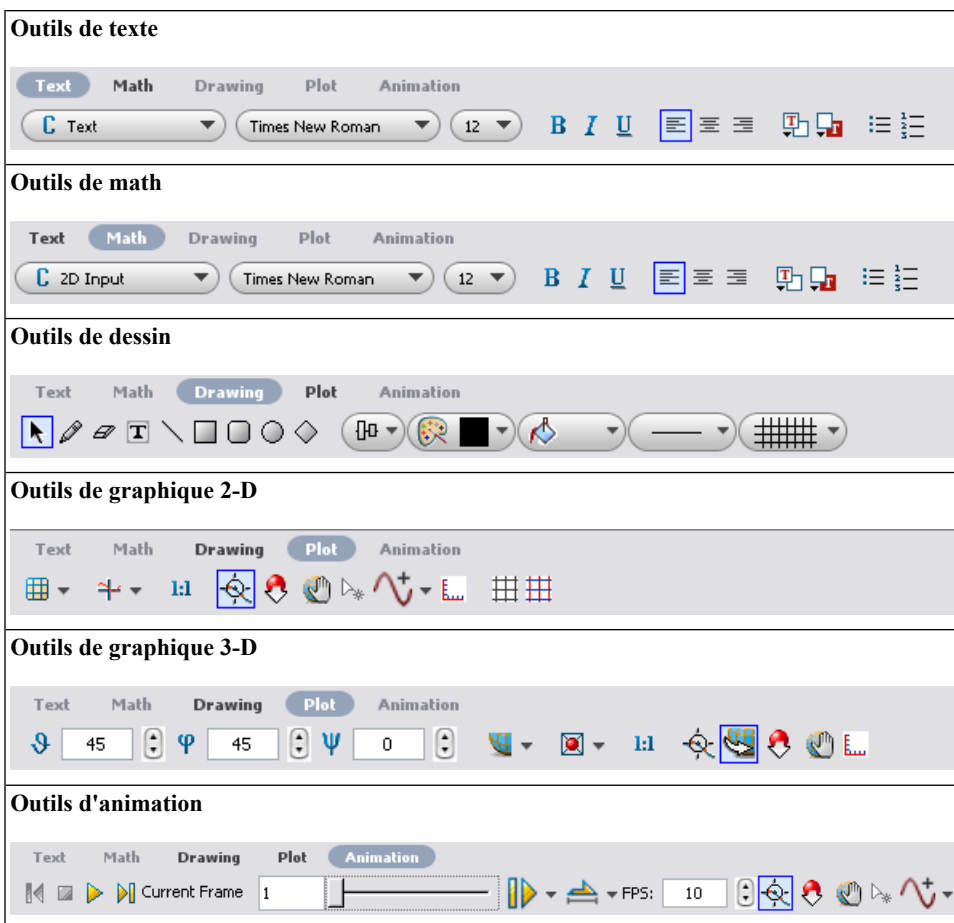 Outils de texte
Text Math Drawing Plot Animation
C Text Times New Roman 12 B I U
Outils de math
Text Math Drawing Plot Animation
C 2D Input Times New Roman 12 B I U
Outils de dessin
Text Math Drawing Plot Animation
T
Outils de graphique 2-D
Text Math Drawing Plot Animation
1:1
Outils de graphique 3-D
Text Math Drawing Plot Animation
ϑ 45 φ 45 ψ 0 1:1
Outils d'animation
Text Math Drawing Plot Animation
Current Frame 1 FPS: 10